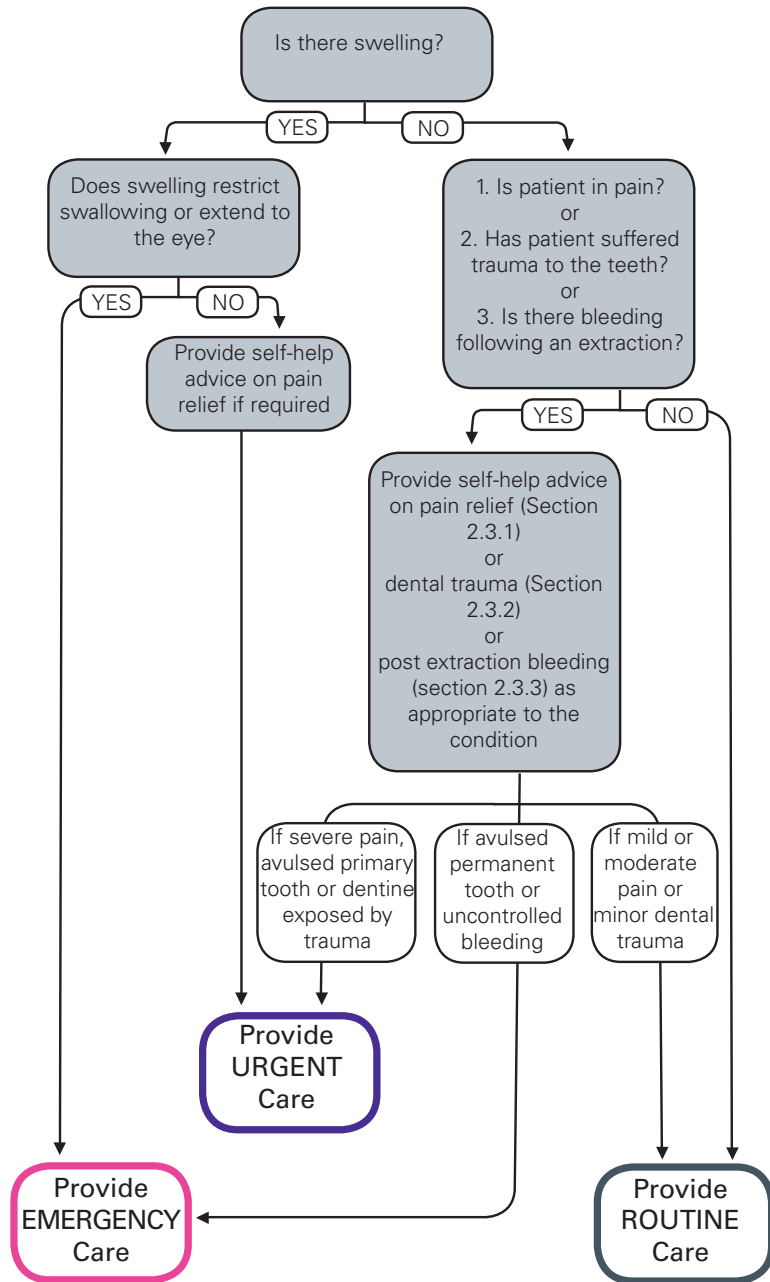 Is there swelling?
YES
NO
Does swelling restrict
swallowing or extend to
the eye?
1. Is patient in pain?
or
2. Has patient suffered
trauma to the teeth?
or
3. Is there bleeding
following an extraction?
YES
NO
Provide self-help
advice on pain
relief if required
YES
NO
Provide self-help advice
on pain relief (Section
2.3.1)
or
dental trauma (Section
2.3.2)
or
post extraction bleeding
(section 2.3.3) as
appropriate to the
condition
If severe pain,
avulsed primary
tooth or dentine
exposed by
trauma
If avulsed
permanent
tooth or
uncontrolled
bleeding
If mild or
moderate
pain or
minor dental
trauma
Provide
URGENT
Care
Provide
EMERGENCY
Care
Provide
ROUTINE
Care